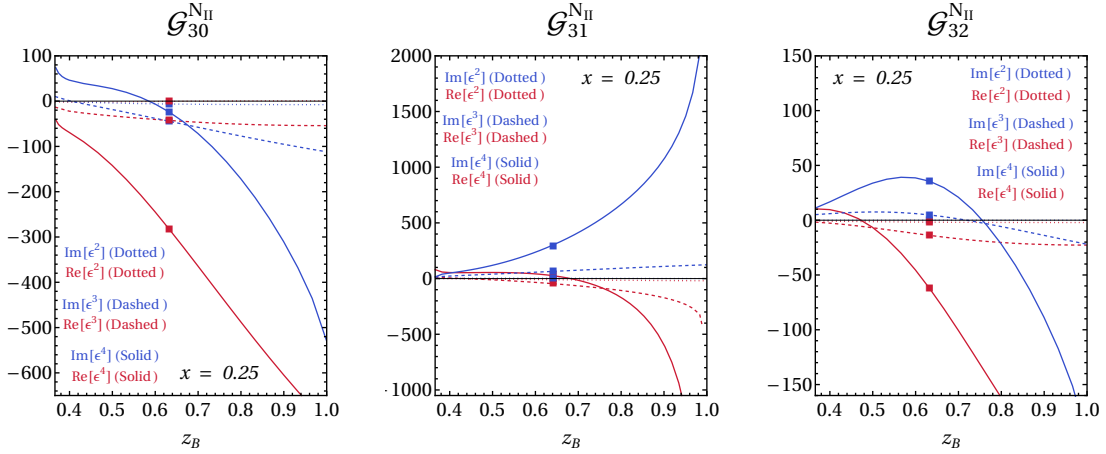 𝒢₃₀^N_II
100
0
−100
−200
−300
−400
−500
−600
Im[ϵ²] (Dotted )
Re[ϵ²] (Dotted )
Im[ϵ³] (Dashed )
Re[ϵ³] (Dashed )
Im[ϵ⁴] (Solid )
Re[ϵ⁴] (Solid )
x = 0.25
0.4 0.5 0.6 0.7 0.8 0.9 1.0
z_B
𝒢₃₁^N_II
2000
1500
1000
500
0
−500
-1000
Im[ϵ²] (Dotted )
Re[ϵ²] (Dotted )
Im[ϵ³] (Dashed )
Re[ϵ³] (Dashed )
Im[ϵ⁴] (Solid )
Re[ϵ⁴] (Solid )
x = 0.25
0.4 0.5 0.6 0.7 0.8 0.9 1.0
z_B
𝒢₃₂^N_II
150
100
50
0
−50
−100
−150
x = 0.25
Im[ϵ²] (Dotted )
Re[ϵ²] (Dotted )
Im[ϵ³] (Dashed )
Re[ϵ³] (Dashed )
Im[ϵ⁴] (Solid )
Re[ϵ⁴] (Solid )
0.4 0.5 0.6 0.7 0.8 0.9 1.0
z_B